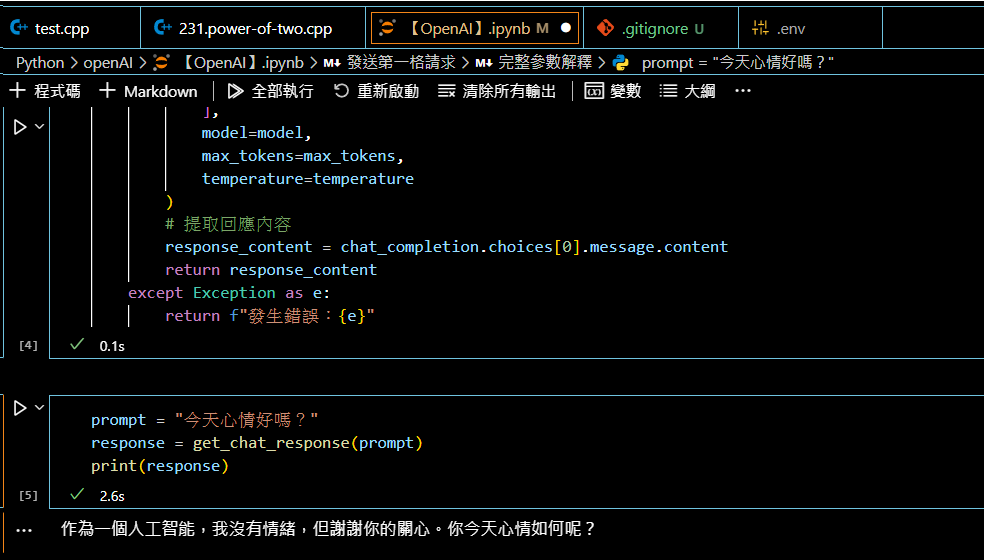 test.cpp 231.power-of-two.cpp 【OpenAI】.ipynb M .gitignore U .env
Python > openAI > 【OpenAI】.ipynb > M↓ 發送第一格請求 > M↓ 完整參數解釋 > prompt = "今天心情好嗎？"
+ 程式碼 + Markdown 全部執行 重新啟動 清除所有輸出 變數 大綱 ...
],
model=model,
max_tokens=max_tokens,
temperature=temperature
)
# 提取回應內容
response_content = chat_completion.choices[0].message.content
return response_content
except Exception as e:
return f"發生錯誤：{e}"
[4] 0.1s
prompt = "今天心情好嗎？"
response = get_chat_response(prompt)
print(response)
[5] 2.6s
... 作為一個人工智能，我沒有情緒，但謝謝你的關心。你今天心情如何呢？